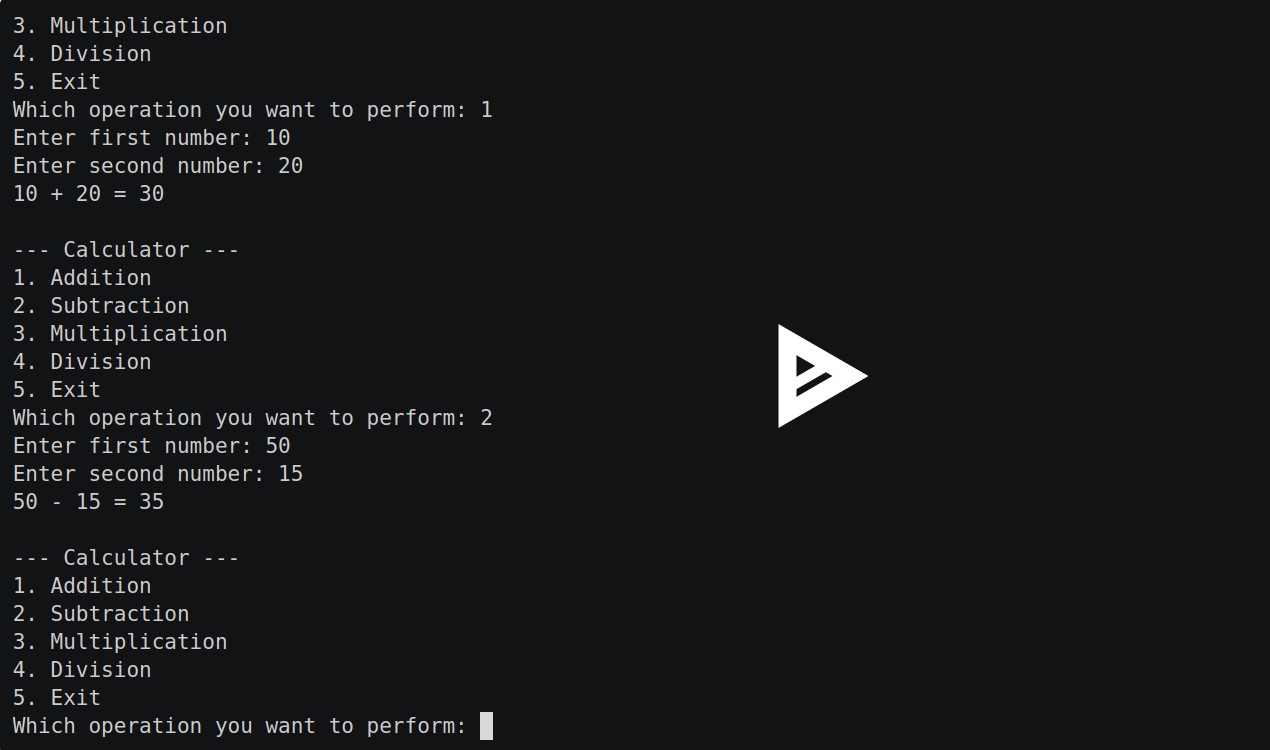 3. Multiplication
4. Division
5. Exit
Which operation you want to perform: 1
Enter first number: 10
Enter second number: 20
10 + 20 = 30

--- Calculator ---
1. Addition
2. Subtraction
3. Multiplication
4. Division
5. Exit
Which operation you want to perform: 2
Enter first number: 50
Enter second number: 15
50 - 15 = 35

--- Calculator ---
1. Addition
2. Subtraction
3. Multiplication
4. Division
5. Exit
Which operation you want to perform: